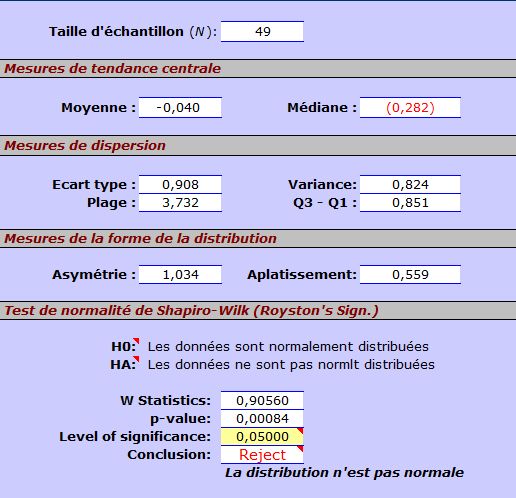 Taille d'échantillon (N): 49
Mesures de tendance centrale
Moyenne : -0,040 Médiane : (0,282)
Mesures de dispersion
Ecart type : 0,908 Variance: 0,824
Plage : 3,732 Q3 - Q1 : 0,851
Mesures de la forme de la distribution
Asymétrie : 1,034 Aplatissement: 0,559
Test de normalité de Shapiro-Wilk (Royston's Sign.)
H0: Les données sont normalement distribuées
HA: Les données ne sont pas normlt distribuées
W Statistics: 0,90560
p-value: 0,00084
Level of significance: 0,05000
Conclusion: Reject
La distribution n'est pas normale